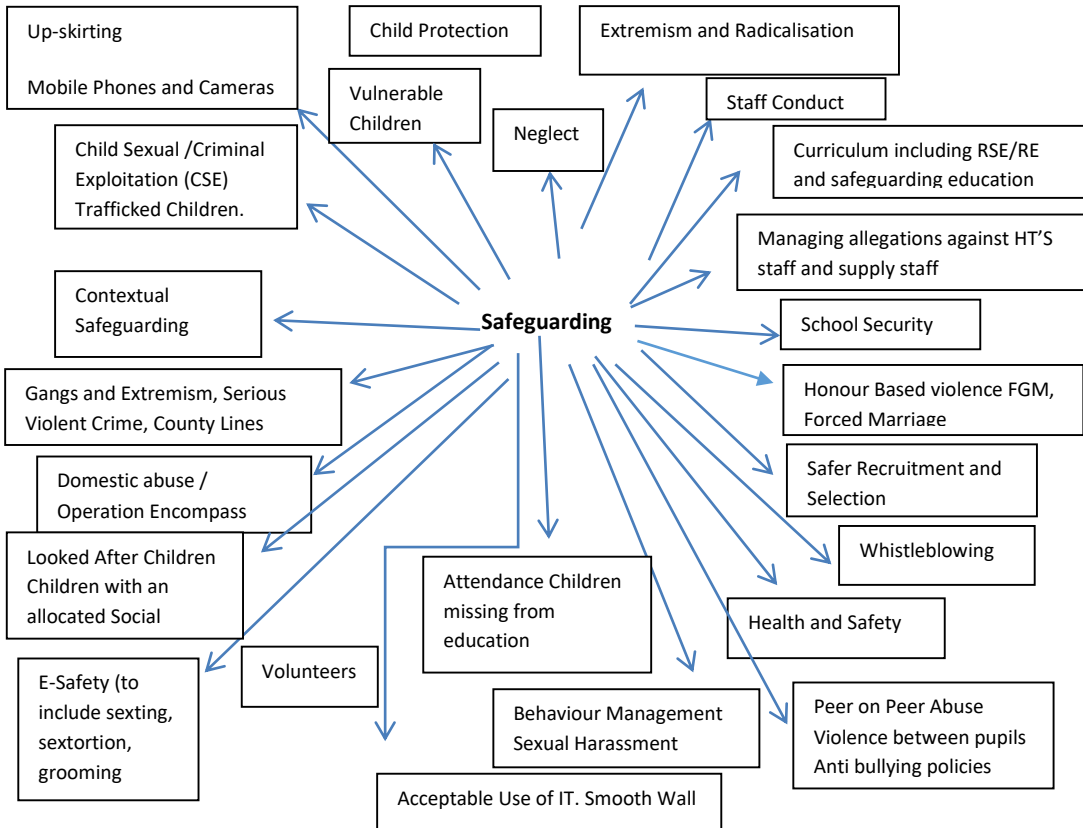 Up-skirting
Mobile Phones and Cameras
Child Protection
Extremism and Radicalisation
Vulnerable
Children
Neglect
Staff Conduct
Child Sexual /Criminal
Exploitation (CSE)
Trafficked Children.
Curriculum including RSE/RE
and safeguarding education
Managing allegations against HT'S
staff and supply staff
Contextual
Safeguarding
Safeguarding
School Security
Gangs and Extremism, Serious
Violent Crime, County Lines
Honour Based violence FGM,
Forced Marriage
Domestic abuse /
Operation Encompass
Safer Recruitment and
Selection
Looked After Children
Children with an
allocated Social
Attendance Children
missing from
education
Whistleblowing
Health and Safety
E-Safety (to
include sexting,
sextortion,
grooming
Volunteers
Behaviour Management
Sexual Harassment
Peer on Peer Abuse
Violence between pupils
Anti bullying policies
Acceptable Use of IT. Smooth Wall